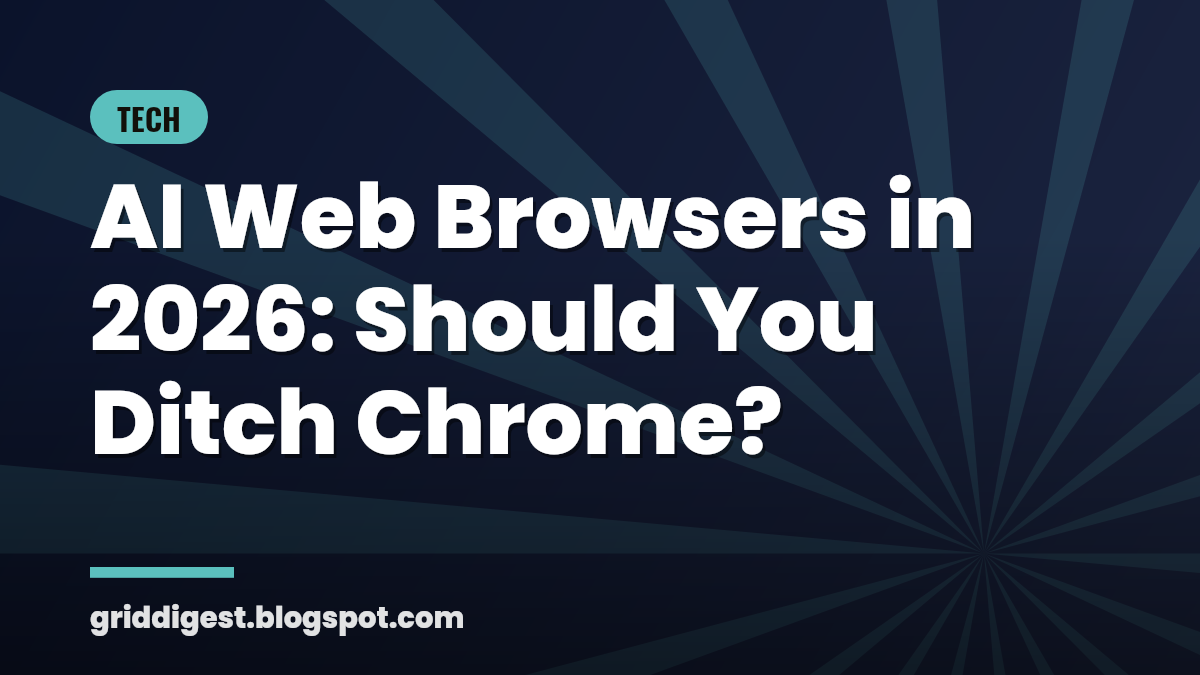 TECH
AI Web Browsers in
2026: Should You
Ditch Chrome?
griddigest.blogspot.com